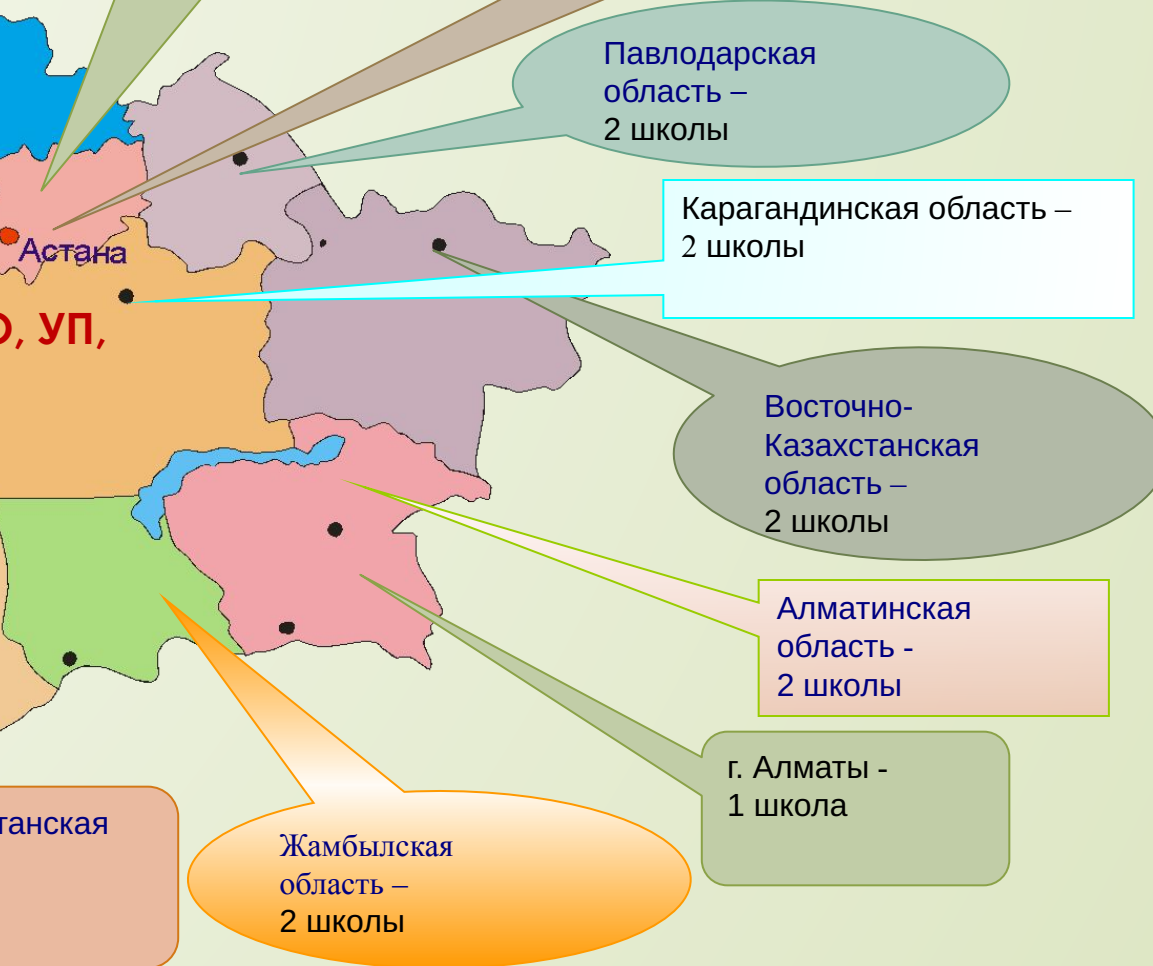 Павлодарская
область –
2 школы
Карагандинская область –
2 школы
Астана
О, УП,
Восточно-
Казахстанская
область –
2 школы
Алматинская
область -
2 школы
г. Алматы -
1 школа
танская
Жамбылская
область –
2 школы